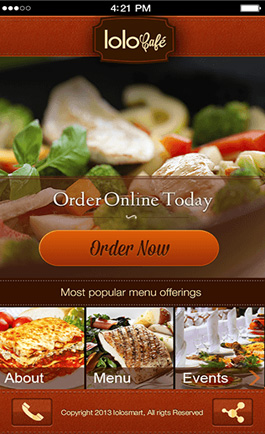 4:21 PM
lolo Café
Order Online Today
Order Now
Most popular menu offerings
About
Menu
Events
Copyright 2013 lolosmart, All rigts Reserved